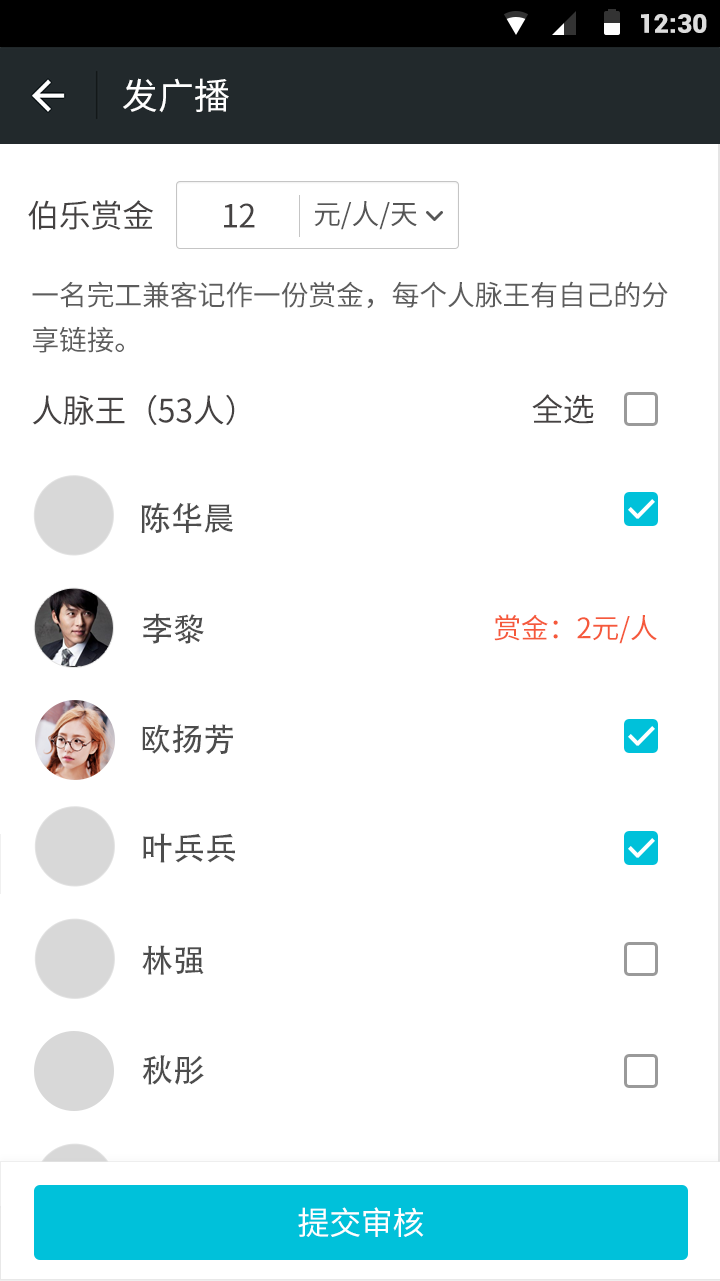 12:30
发广播
伯乐赏金 12 元/人/天
一名完工兼客记作一份赏金，每个人脉王有自己的分
享链接。
人脉王（53人） 全选
陈华晨
李黎 赏金：2元/人
欧扬芳
叶兵兵
林强
秋彤
提交审核